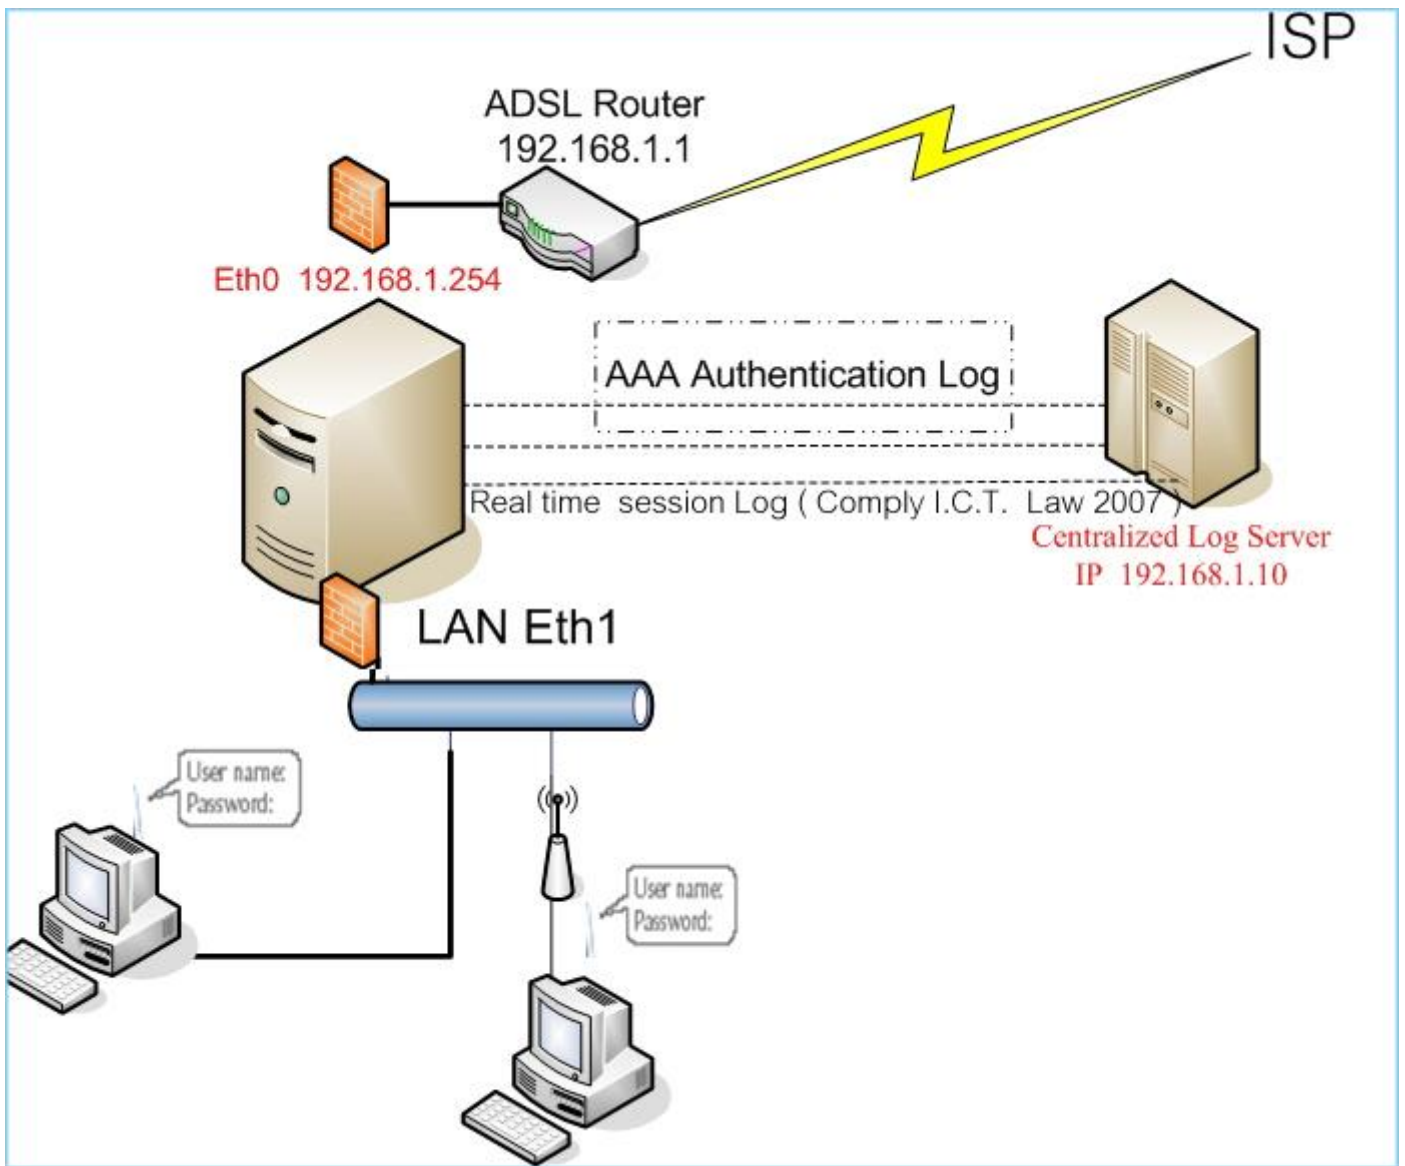 ISP
ADSL Router
192.168.1.1
Eth0 192.168.1.254
AAA Authentication Log
Real time session Log ( Comply I.C.T. Law 2007 )
Centralized Log Server
IP 192.168.1.10
LAN Eth1
User name:
Password:
User name:
Password: